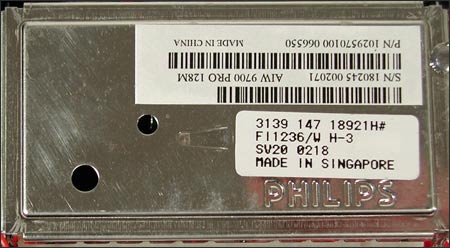 P/N 1029570100 066550
MADE IN CHINA
S/N 180245 002071
AIW 9700 PRO 128M
3139 147 18921H#
FI1236/W H-3
SV20 0218
MADE IN SINGAPORE
PHILIPS